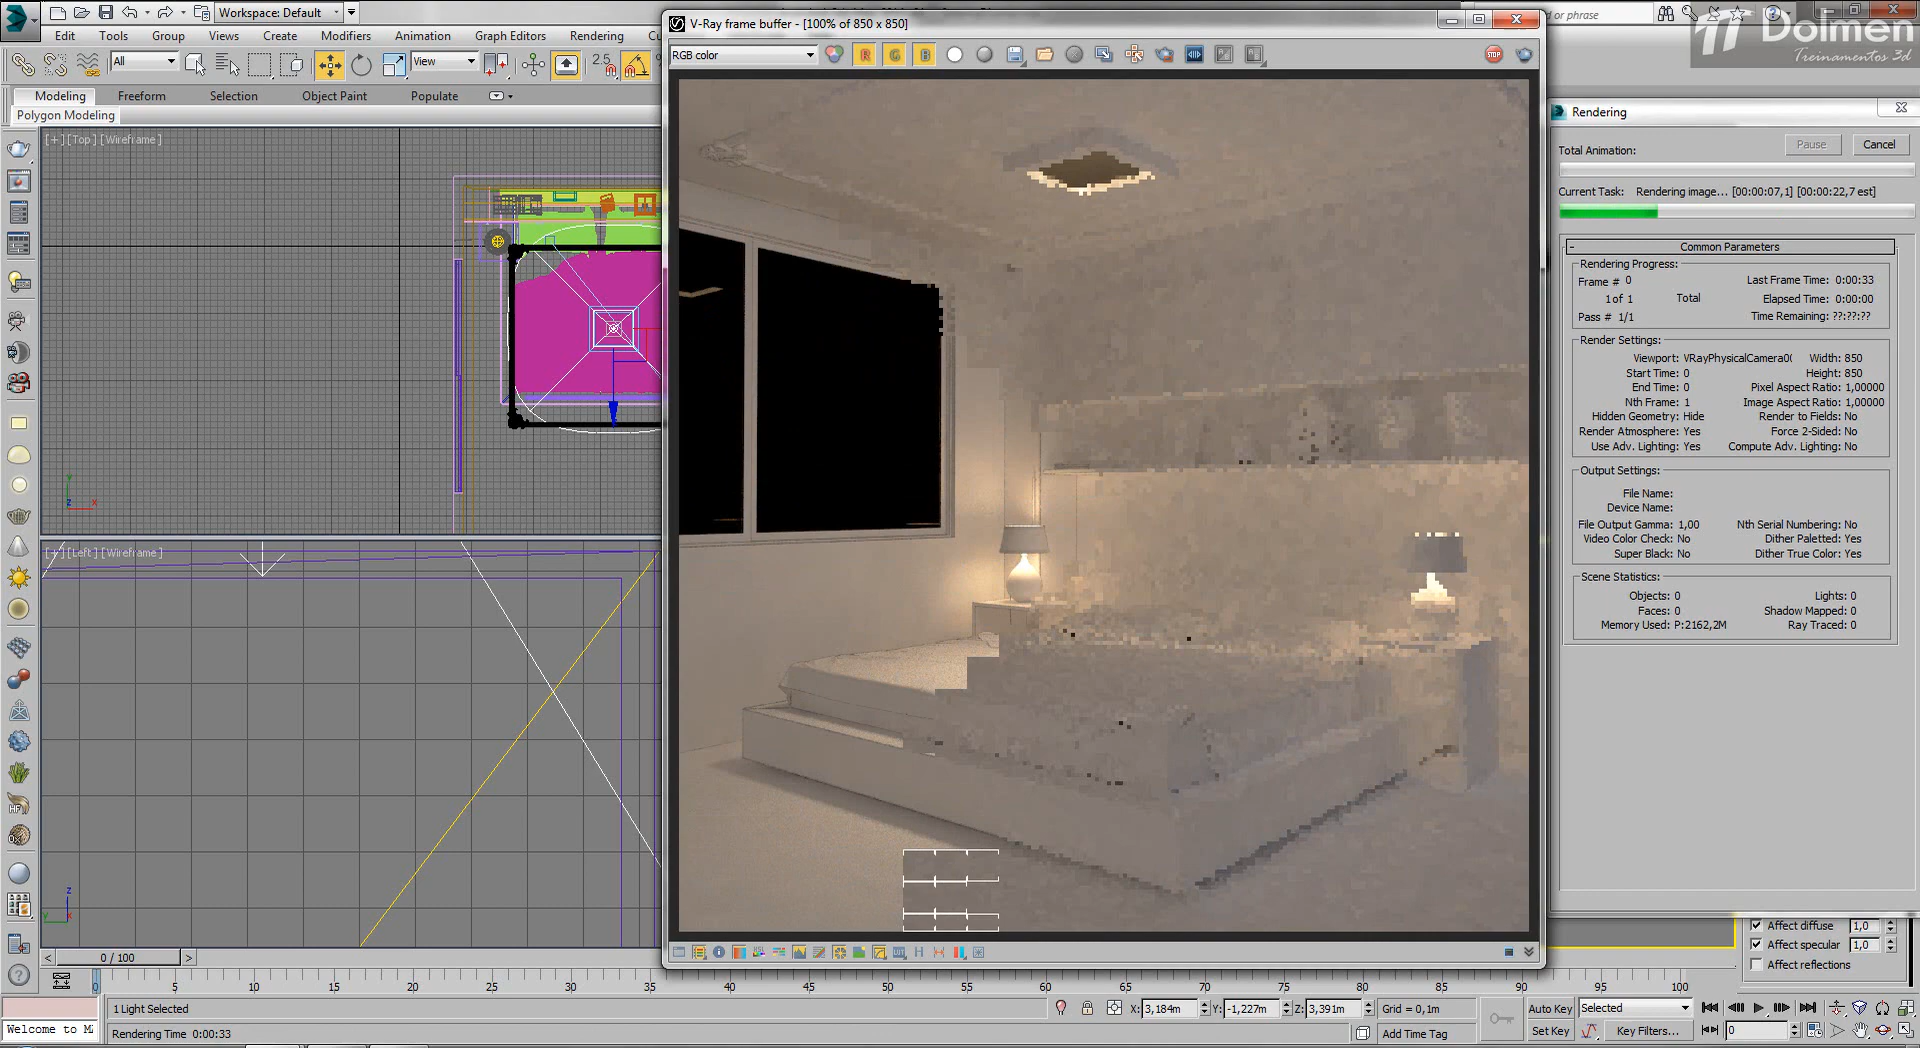 Workspace: Default
V-Ray frame buffer - [100% of 850 x 850]
d or phrase
Dolmen
Treinamentos 3d
Edit Tools Group Views Create Modifiers Animation Graph Editors Rendering
RGB color
All
View
2.5
Modeling Freeform Selection Object Paint Populate
Polygon Modeling
[+] [Top] [Wireframe]
[+] [Left] [Wireframe]
Rendering
Total Animation:
Pause
Cancel
Current Task: Rendering image... [00:00:07,1] [00:00:22,7 est]
- Common Parameters
Rendering Progress:
Frame # 0 Last Frame Time: 0:00:33
1 of 1 Total Elapsed Time: 0:00:00
Pass # 1/1 Time Remaining: ??:??:??
Render Settings:
Viewport: VRayPhysicalCamera0( Width: 850
Start Time: 0 Height: 850
End Time: 0 Pixel Aspect Ratio: 1,00000
Nth Frame: 1 Image Aspect Ratio: 1,00000
Hidden Geometry: Hide Render to Fields: No
Render Atmosphere: Yes Force 2-Sided: No
Use Adv. Lighting: Yes Compute Adv. Lighting: No
Output Settings:
File Name:
Device Name:
File Output Gamma: 1,00 Nth Serial Numbering: No
Video Color Check: No Dither Paletted: Yes
Super Black: No Dither True Color: Yes
Scene Statistics:
Objects: 0 Lights: 0
Faces: 0 Shadow Mapped: 0
Memory Used: P:2162,2M Ray Traced: 0
Affect diffuse 1,0
Affect specular 1,0
Affect reflections
< 0 / 100 >
0 5 10 15 20 25 30 35 40 45 50 55 60 65 70 75 80 85 90 95 100
1 Light Selected
X: 3,184m Y: -1,227m Z: 3,391m Grid = 0,1m
Auto Key Selected
Welcome to MA
Rendering Time 0:00:33
Add Time Tag
Set Key Key Filters... 0